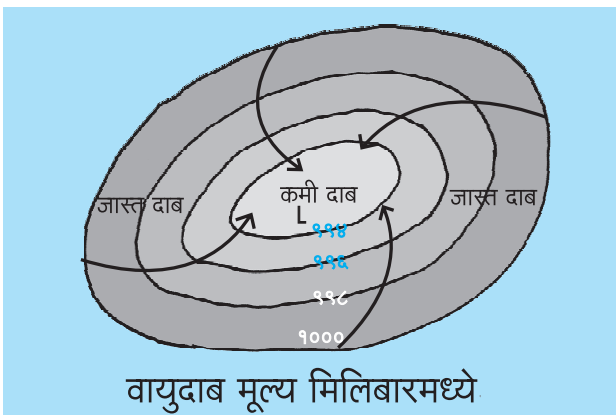 कमी दाब
जास्त दाब
जास्त दाब
L
९९४
९९६
९९८
१०००
वायुदाब मूल्य मिलिबारमध्ये